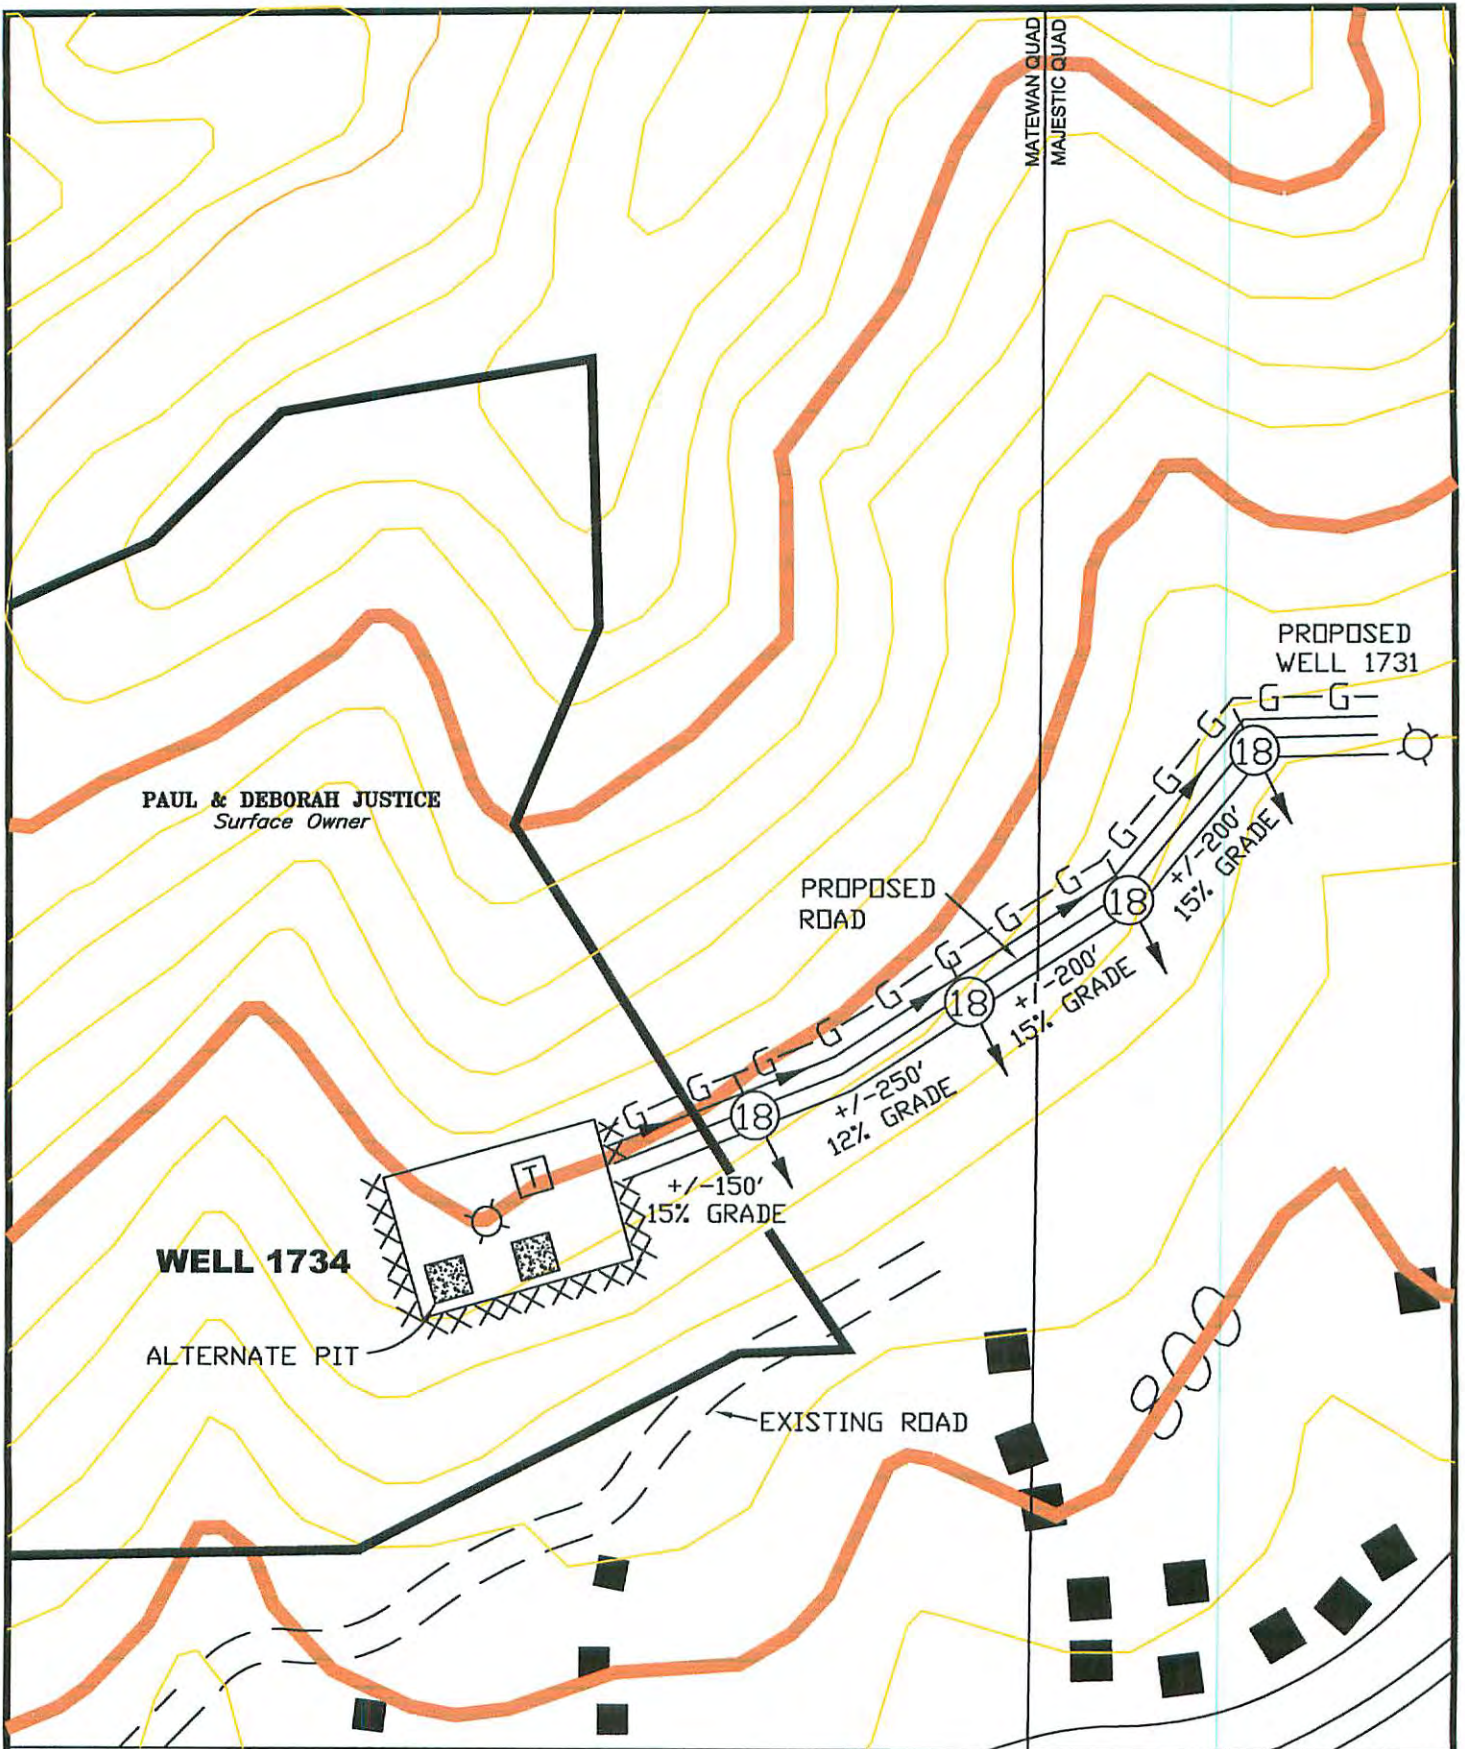 MATEWAN QUAD
MAJESTIC QUAD
PROPOSED
WELL 1731
G G
G
G
G
G
G
G
G
G
G
G
G
18
18
18
18
+/-200'
15% GRADE
PAUL & DEBORAH JUSTICE
Surface Owner
PROPOSED
ROAD
+/-200'
15% GRADE
+/-250'
12% GRADE
T
+/-150'
15% GRADE
WELL 1734
ALTERNATE PIT
800
EXISTING ROAD